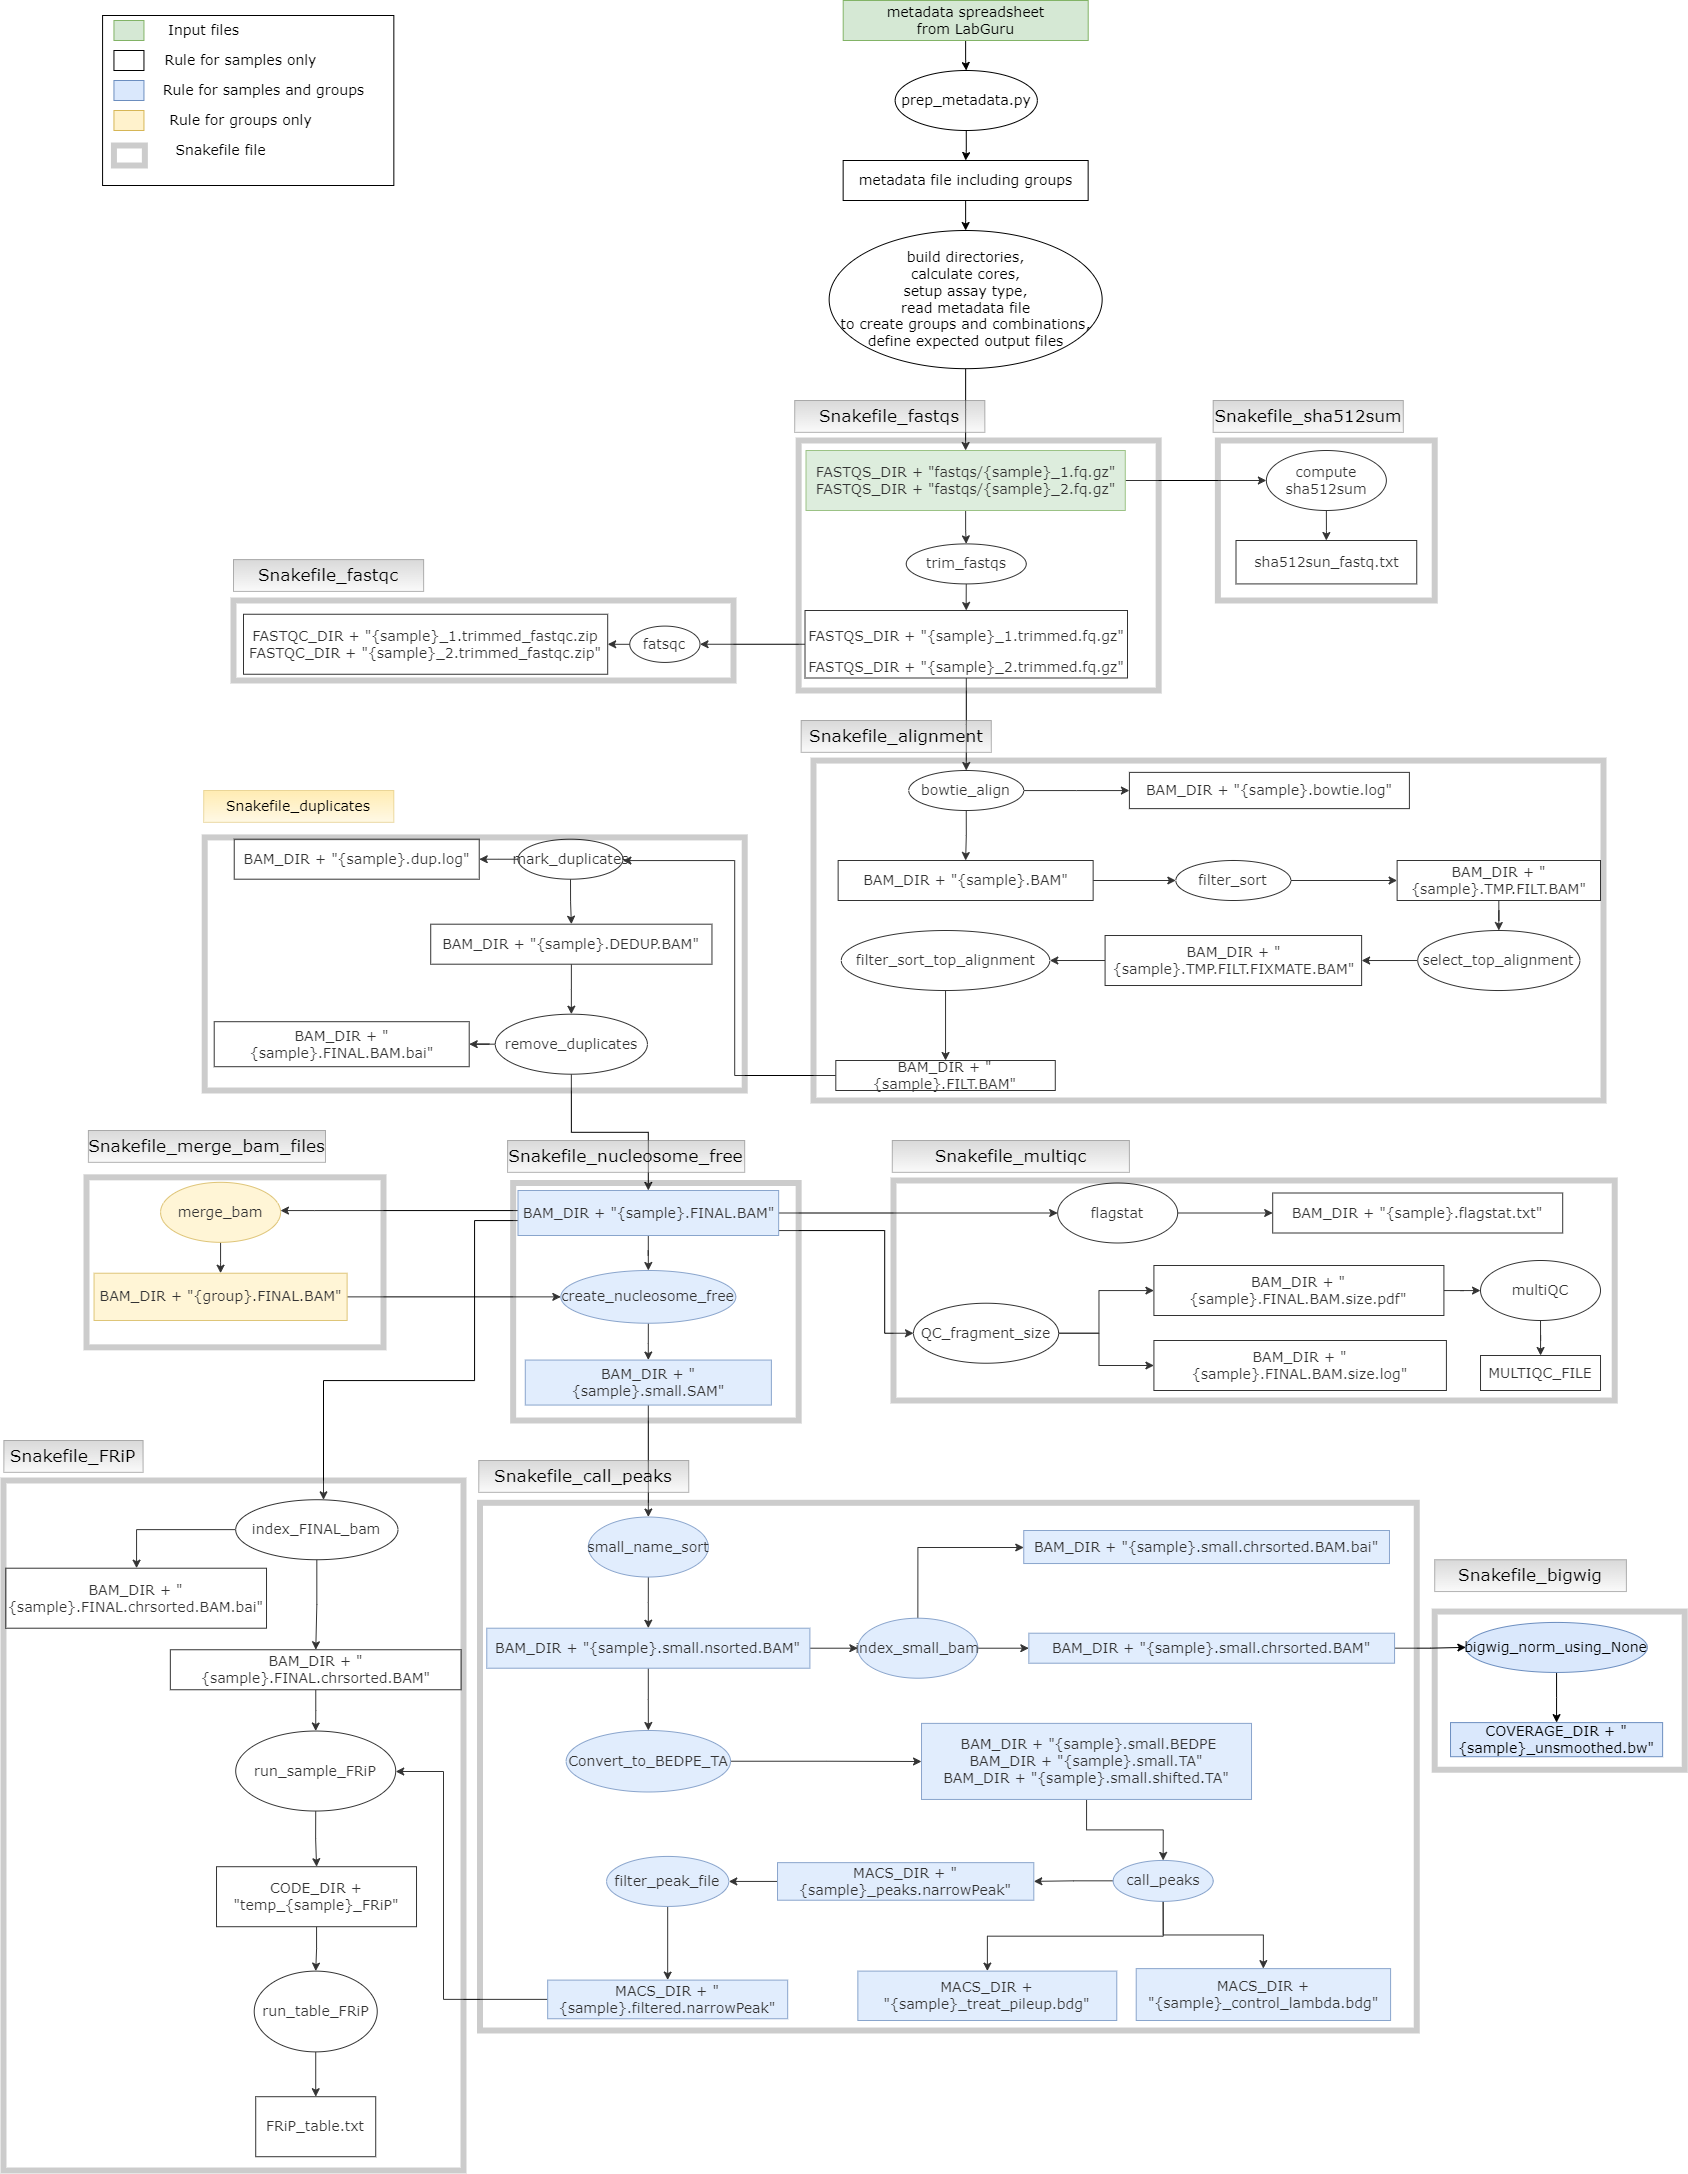 Input files
Rule for samples only
Rule for samples and groups
Rule for groups only
Snakefile file
metadata spreadsheet
from LabGuru
prep_metadata.py
metadata file including groups
build directories,
calculate cores,
setup assay type,
read metadata file
to create groups and combinations,
define expected output files
Snakefile_fastqs
FASTQS_DIR + "fastqs/{sample}_1.fq.gz"
FASTQS_DIR + "fastqs/{sample}_2.fq.gz"
trim_fastqs
FASTQS_DIR + "{sample}_1.trimmed.fq.gz"
FASTQS_DIR + "{sample}_2.trimmed.fq.gz"
Snakefile_sha512sum
compute
sha512sum
sha512sun_fastq.txt
Snakefile_fastqc
FASTQC_DIR + "{sample}_1.trimmed_fastqc.zip
FASTQC_DIR + "{sample}_2.trimmed_fastqc.zip"
fatsqc
Snakefile_alignment
bowtie_align
BAM_DIR + "{sample}.bowtie.log"
BAM_DIR + "{sample}.BAM"
filter_sort
BAM_DIR + "
{sample}.TMP.FILT.BAM"
filter_sort_top_alignment
BAM_DIR + "
{sample}.TMP.FILT.FIXMATE.BAM"
select_top_alignment
BAM_DIR + "
{sample}.FILT.BAM"
Snakefile_duplicates
BAM_DIR + "{sample}.dup.log"
mark_duplicates
BAM_DIR + "{sample}.DEDUP.BAM"
BAM_DIR + "
{sample}.FINAL.BAM.bai"
remove_duplicates
Snakefile_merge_bam_files
merge_bam
BAM_DIR + "{group}.FINAL.BAM"
Snakefile_nucleosome_free
BAM_DIR + "{sample}.FINAL.BAM"
create_nucleosome_free
BAM_DIR + "
{sample}.small.SAM"
Snakefile_multiqc
flagstat
BAM_DIR + "{sample}.flagstat.txt"
QC_fragment_size
BAM_DIR + "
{sample}.FINAL.BAM.size.pdf"
multiQC
BAM_DIR + "
{sample}.FINAL.BAM.size.log"
MULTIQC_FILE
Snakefile_FRiP
index_FINAL_bam
BAM_DIR + "
{sample}.FINAL.chrsorted.BAM.bai"
BAM_DIR + "
{sample}.FINAL.chrsorted.BAM"
run_sample_FRiP
CODE_DIR +
"temp_{sample}_FRiP"
run_table_FRiP
FRiP_table.txt
Snakefile_call_peaks
small_name_sort
BAM_DIR + "{sample}.small.chrsorted.BAM.bai"
BAM_DIR + "{sample}.small.nsorted.BAM"
index_small_bam
BAM_DIR + "{sample}.small.chrsorted.BAM"
Convert_to_BEDPE_TA
BAM_DIR + "{sample}.small.BEDPE
BAM_DIR + "{sample}.small.TA"
BAM_DIR + "{sample}.small.shifted.TA"
filter_peak_file
MACS_DIR + "
{sample}_peaks.narrowPeak"
call_peaks
MACS_DIR + "
{sample}.filtered.narrowPeak"
MACS_DIR +
"{sample}_treat_pileup.bdg"
MACS_DIR +
"{sample}_control_lambda.bdg"
Snakefile_bigwig
bigwig_norm_using_None
COVERAGE_DIR + "
{sample}_unsmoothed.bw"